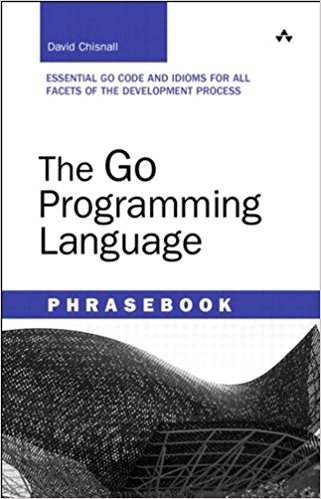 David Chisnall
ESSENTIAL GO CODE AND IDIOMS FOR ALL
FACETS OF THE DEVELOPMENT PROCESS
The Go
Programming
Language
PHRASEBOOK